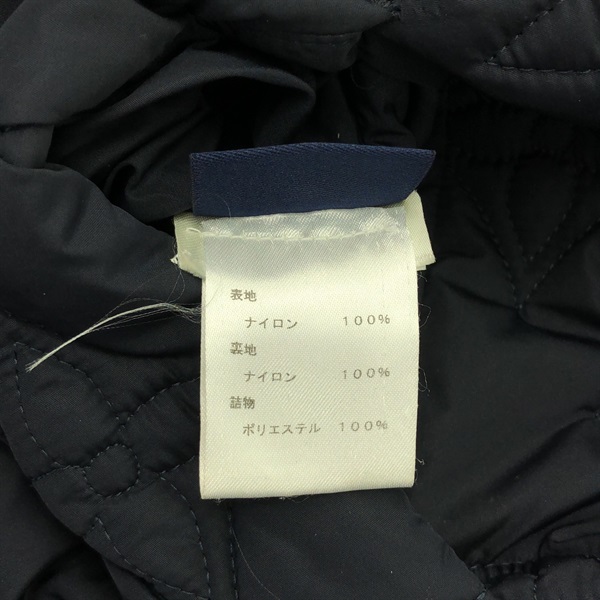 表地
ナイロン 100%
裏地
ナイロン 100%
詰物
ポリエステル 100%